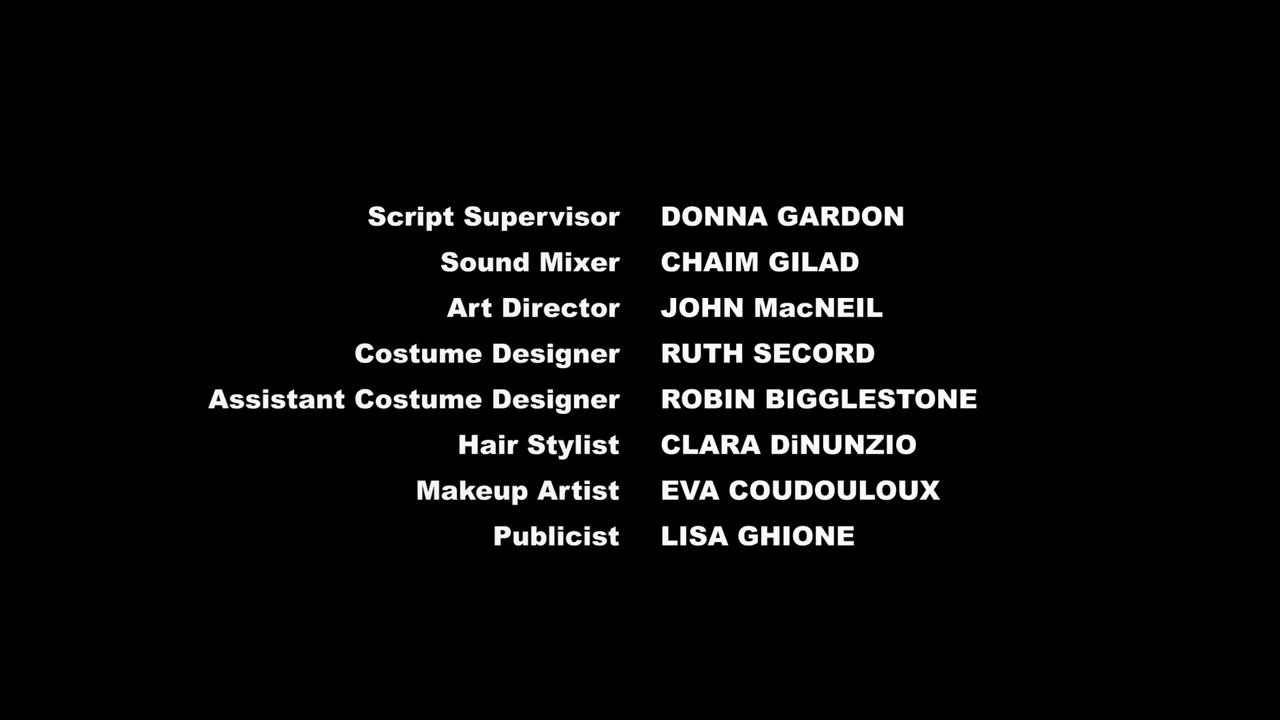 Script Supervisor DONNA GARDON
Sound Mixer CHAIM GILAD
Art Director JOHN MacNEIL
Costume Designer RUTH SECORD
Assistant Costume Designer ROBIN BIGGLESTONE
Hair Stylist CLARA DiNUNZIO
Makeup Artist EVA COUDOULOUX
Publicist LISA GHIONE